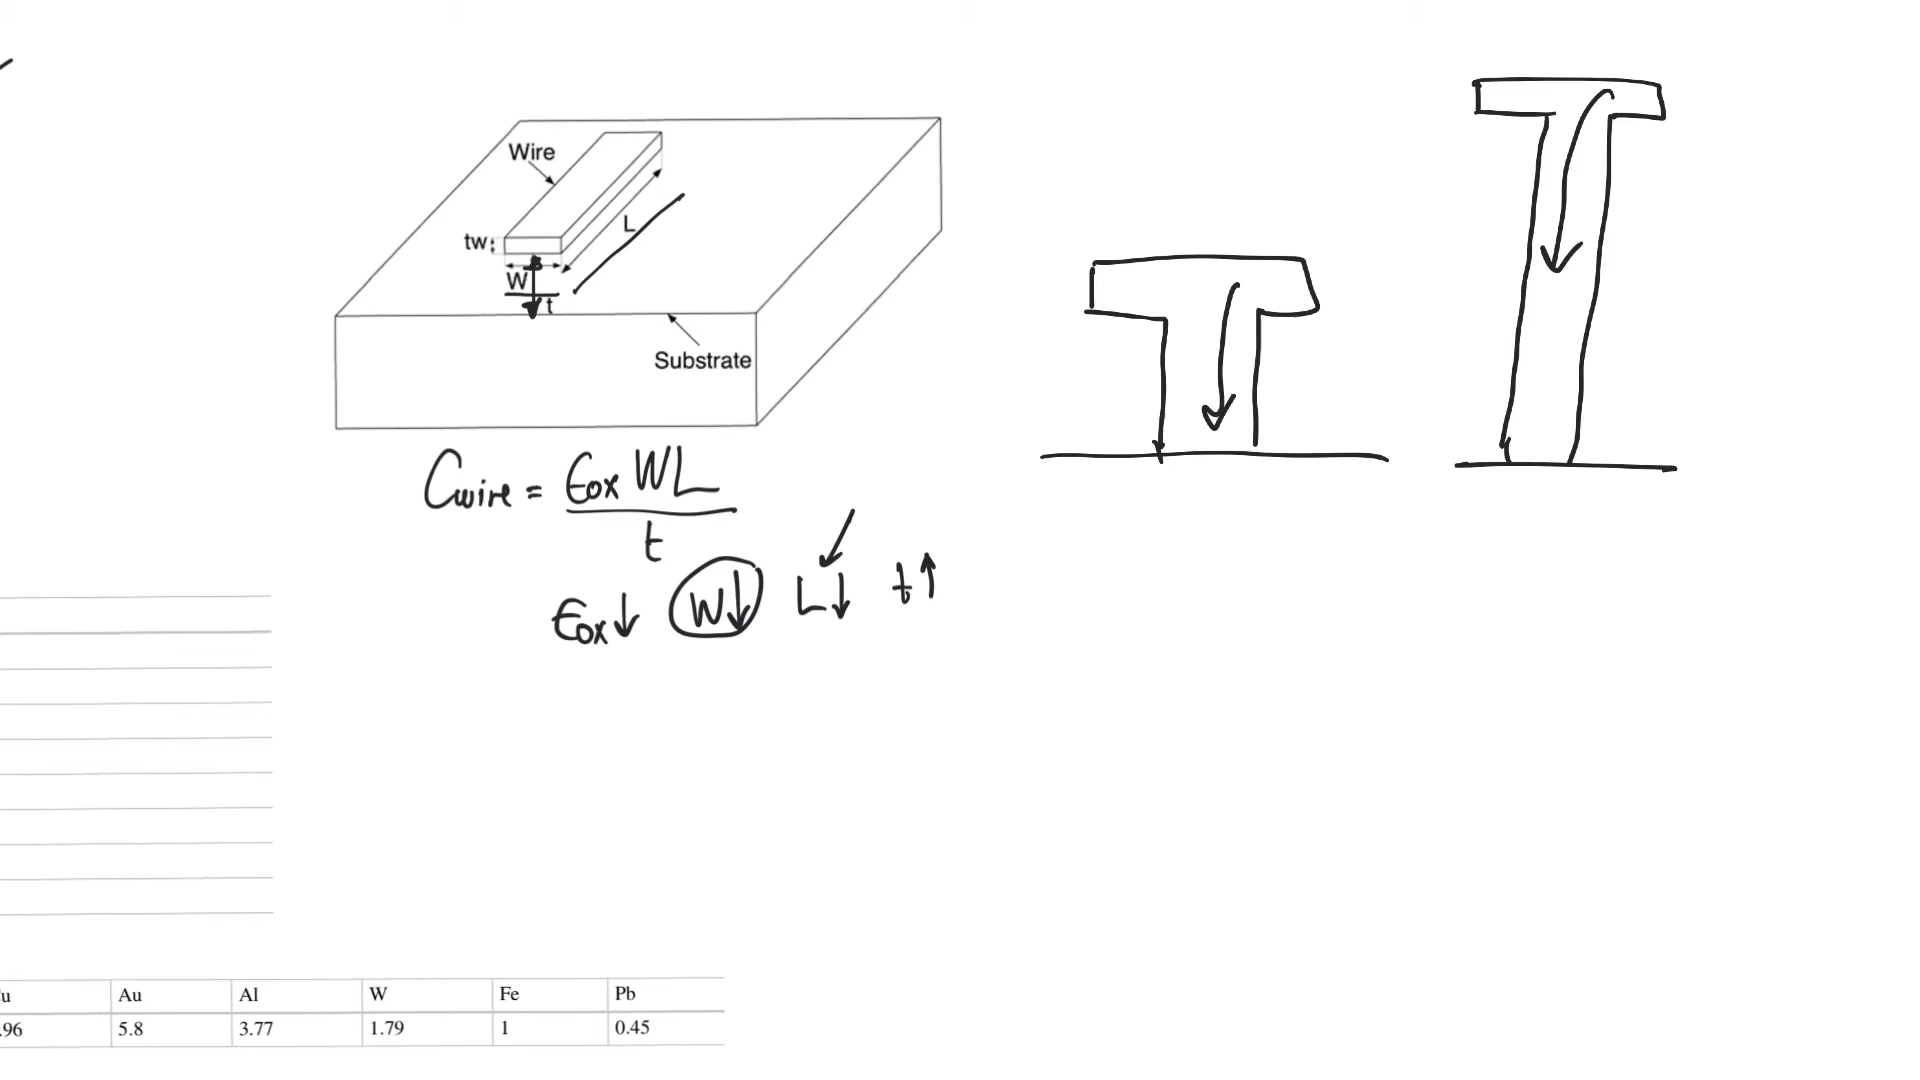 Wire
L
tw
W
t
Substrate
Cwire = ϵox WL
t
ϵox↓ W↓ L↓ t↑
u Au Al W Fe Pb
.96 5.8 3.77 1.79 1 0.45